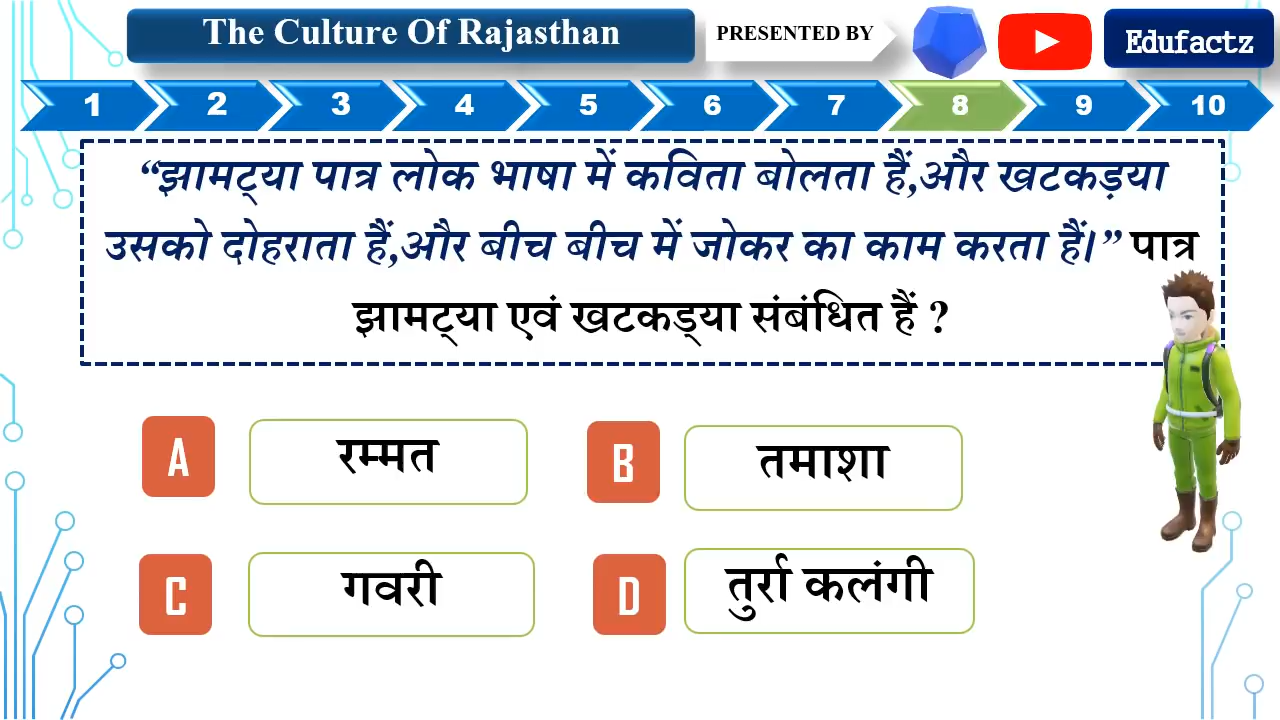 The Culture Of Rajasthan
PRESENTED BY
Edufactz
1 2 3 4 5 6 7 8 9 10
“झामट्या पात्र लोक भाषा में कविता बोलता हैं,और खटकड़या
उसको दोहराता हैं,और बीच बीच में जोकर का काम करता हैं।” पात्र
झामट्या एवं खटकड्या संबंधित हैं ?
A रम्मत
B तमाशा
C गवरी
D तुर्रा कलंगी